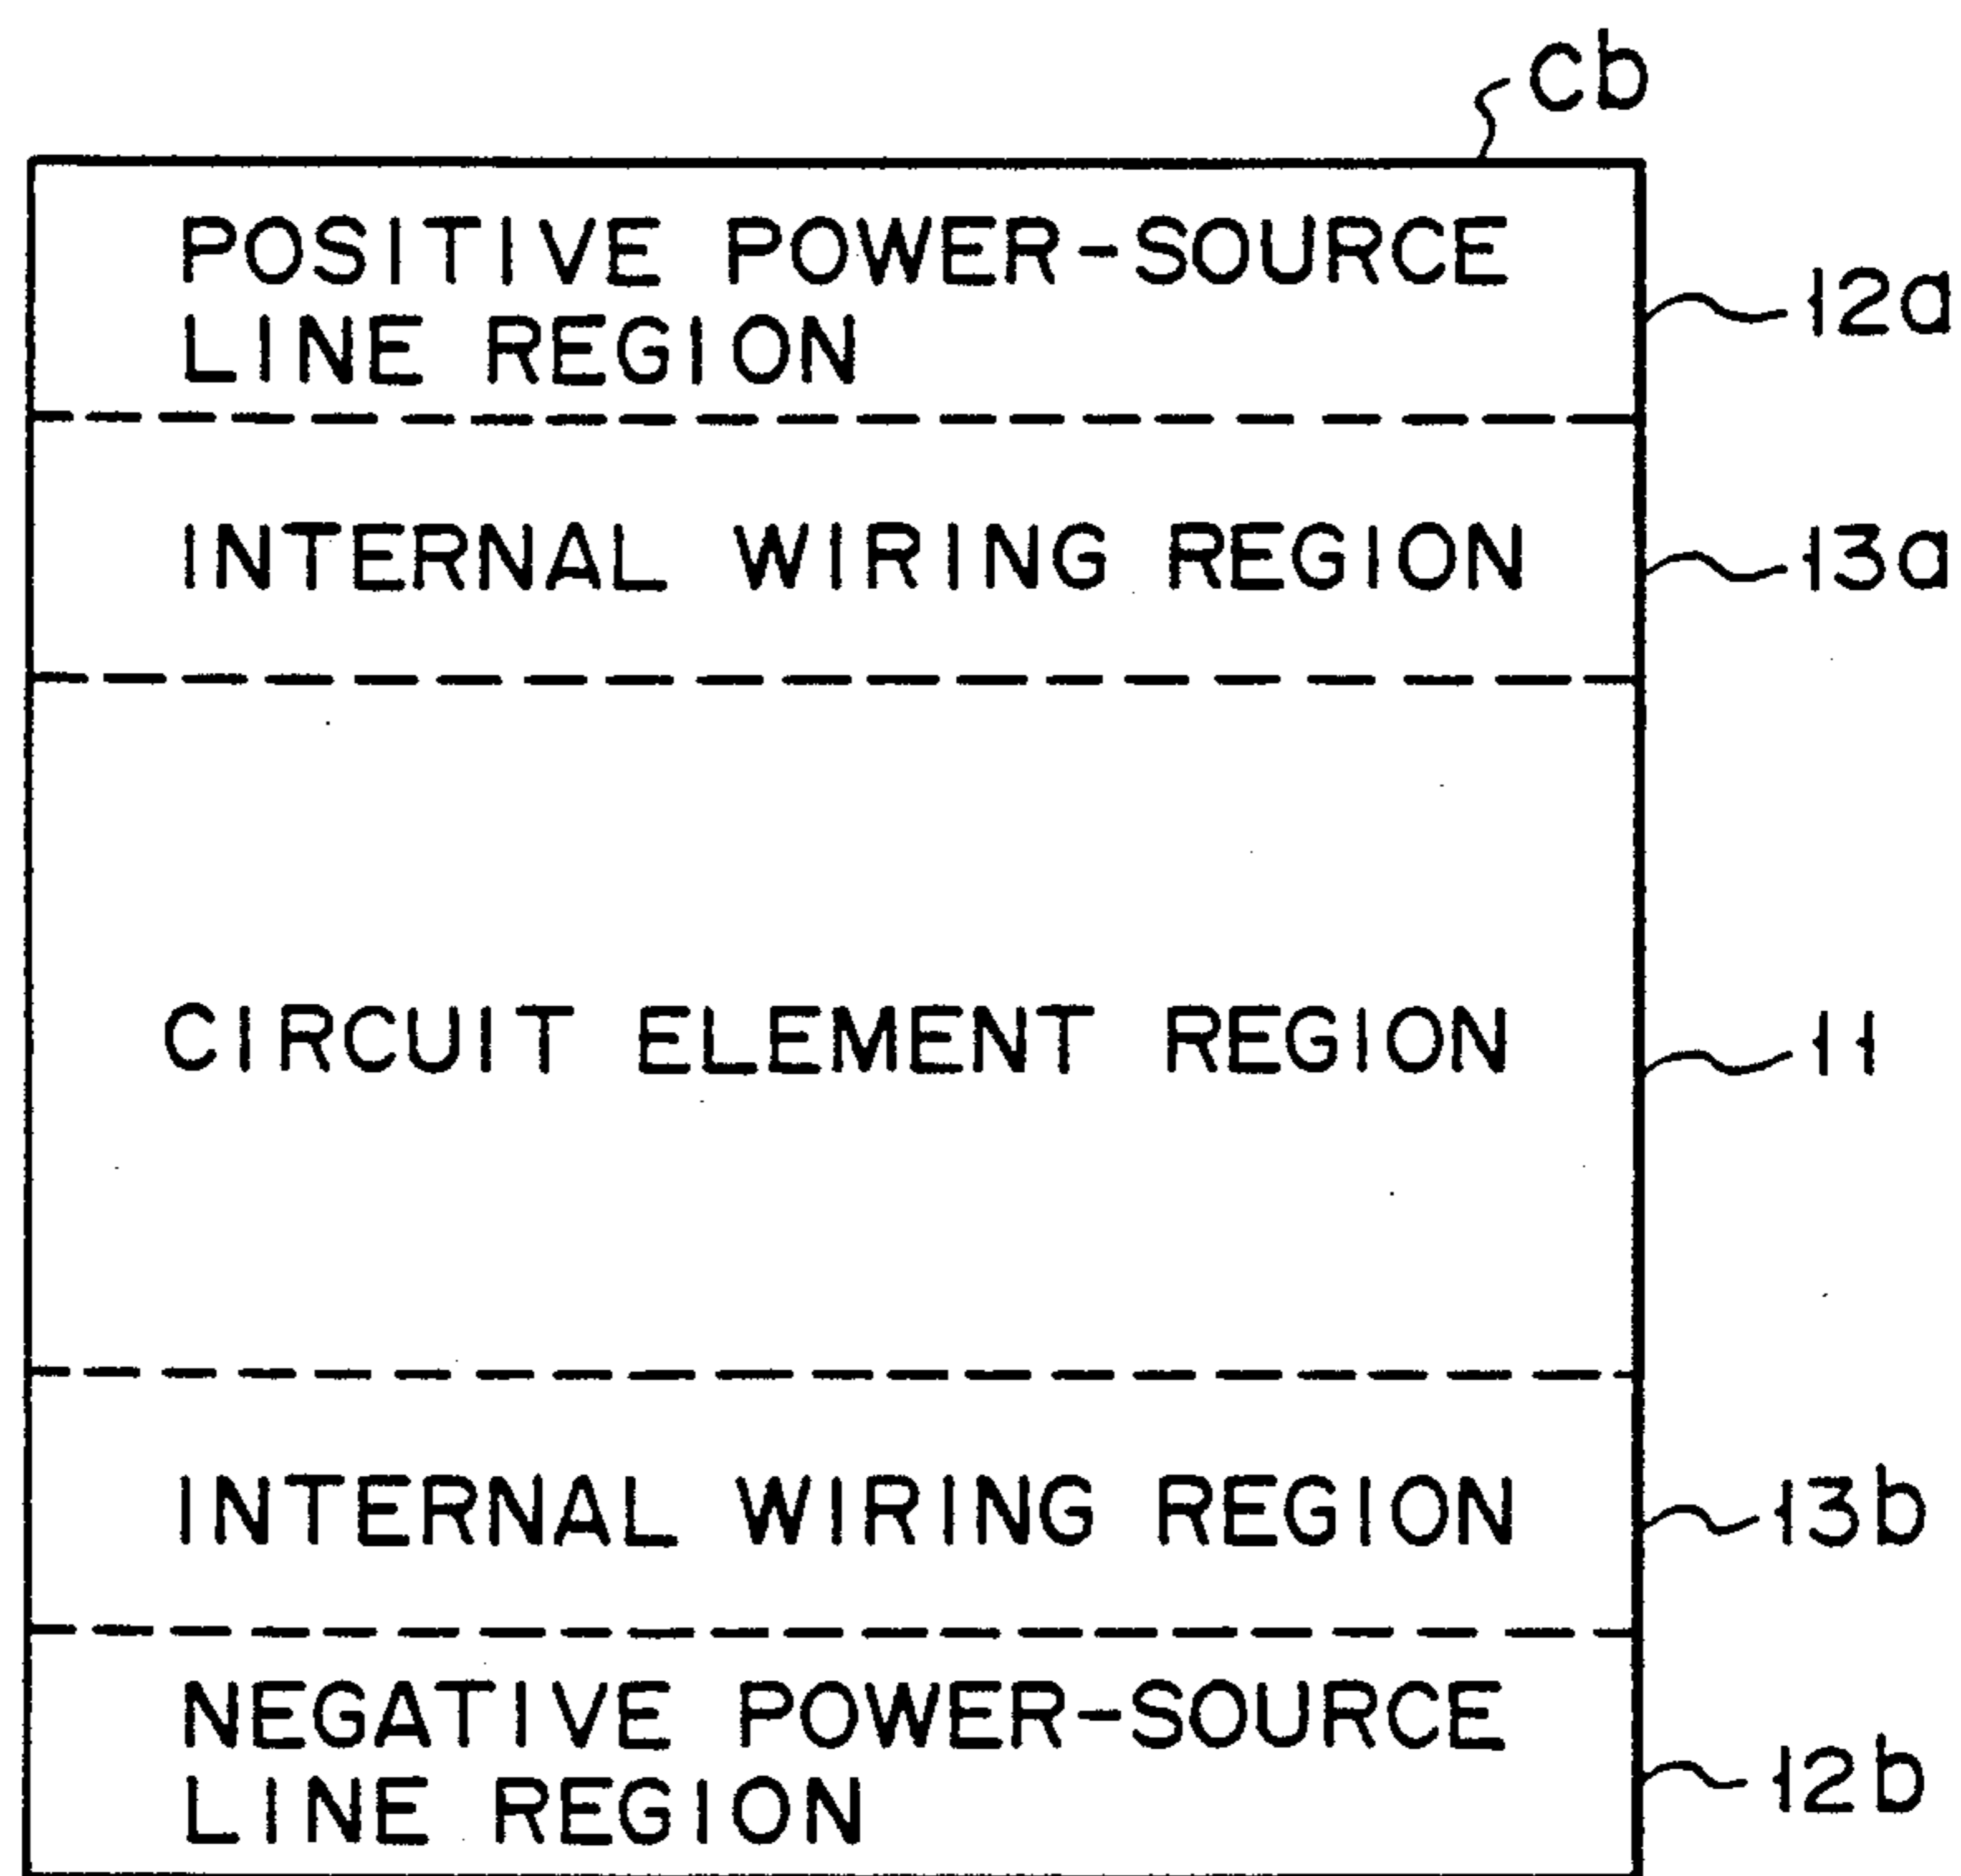 Cb
POSITIVE POWER-SOURCE
LINE REGION
12a
INTERNAL WIRING REGION
13a
CIRCUIT ELEMENT REGION
11
INTERNAL WIRING REGION
13b
NEGATIVE POWER-SOURCE
LINE REGION
12b